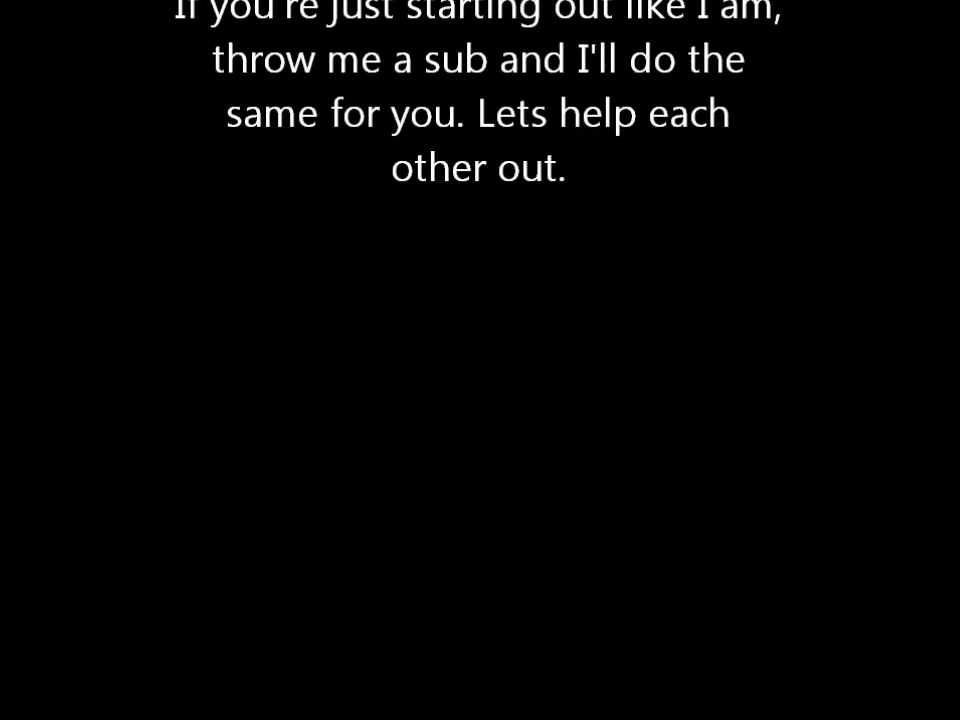 If you're just starting out like I am,
throw me a sub and I'll do the
same for you. Lets help each
other out.